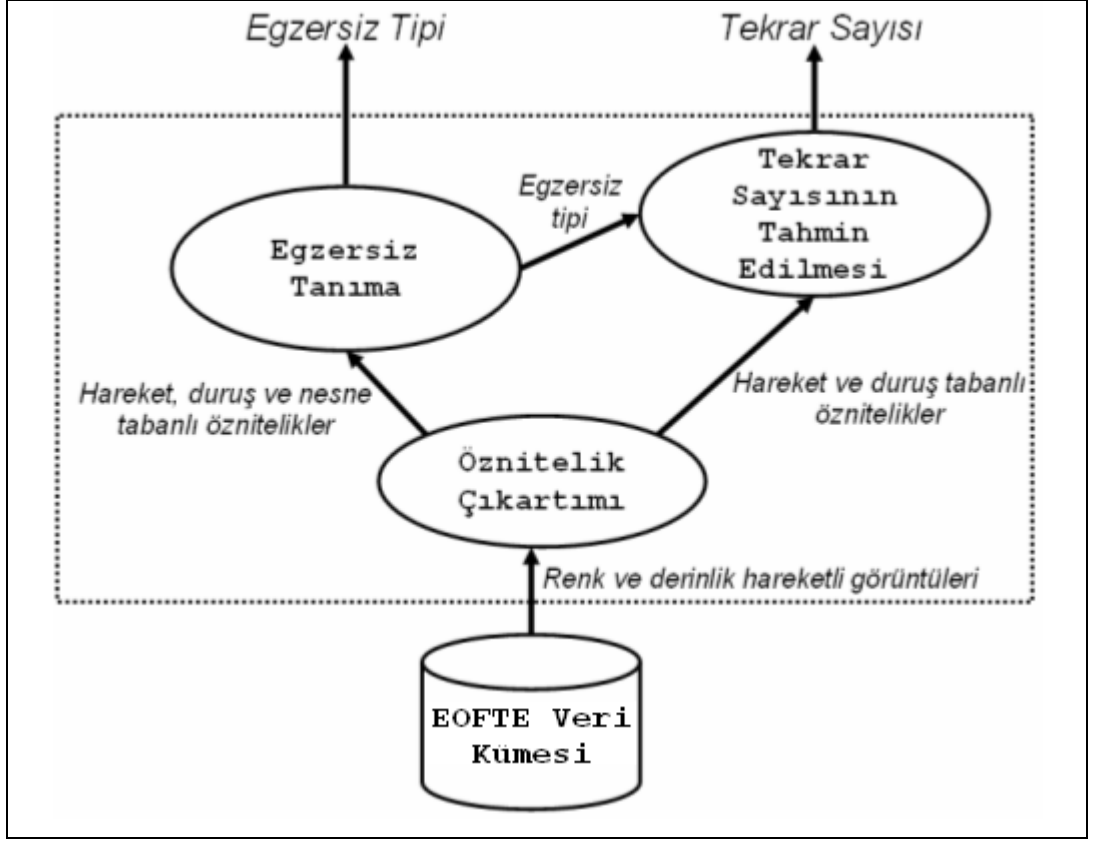 Egzersiz Tipi
Tekrar Sayısı
Tekrar
Sayısının
Tahmin
Edilmesi
Egzersiz
tipi
Egzersiz
Tanıma
Hareket, duruş ve nesne
tabanlı öznitelikler
Hareket ve duruş tabanlı
öznitelikler
Öznitelik
Çıkartımı
Renk ve derinlik hareketli görüntüleri
EOFTE Veri
Kümesi